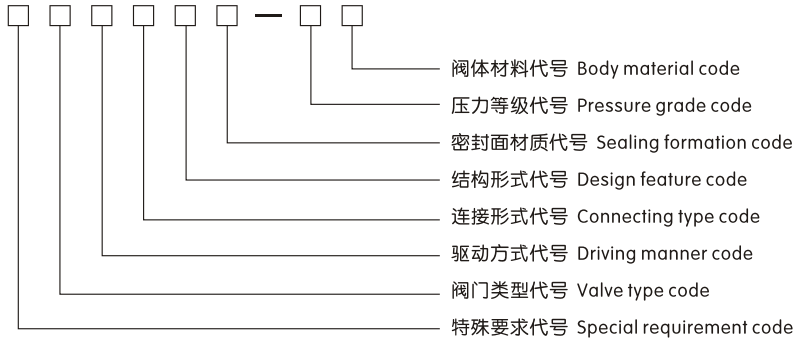 阀体材料代号 Body material code
压力等级代号 Pressure grade code
密封面材质代号 Sealing formation code
结构形式代号 Design feature code
连接形式代号 Connecting type code
驱动方式代号 Driving manner code
阀门类型代号 Valve type code
特殊要求代号 Special requirement code